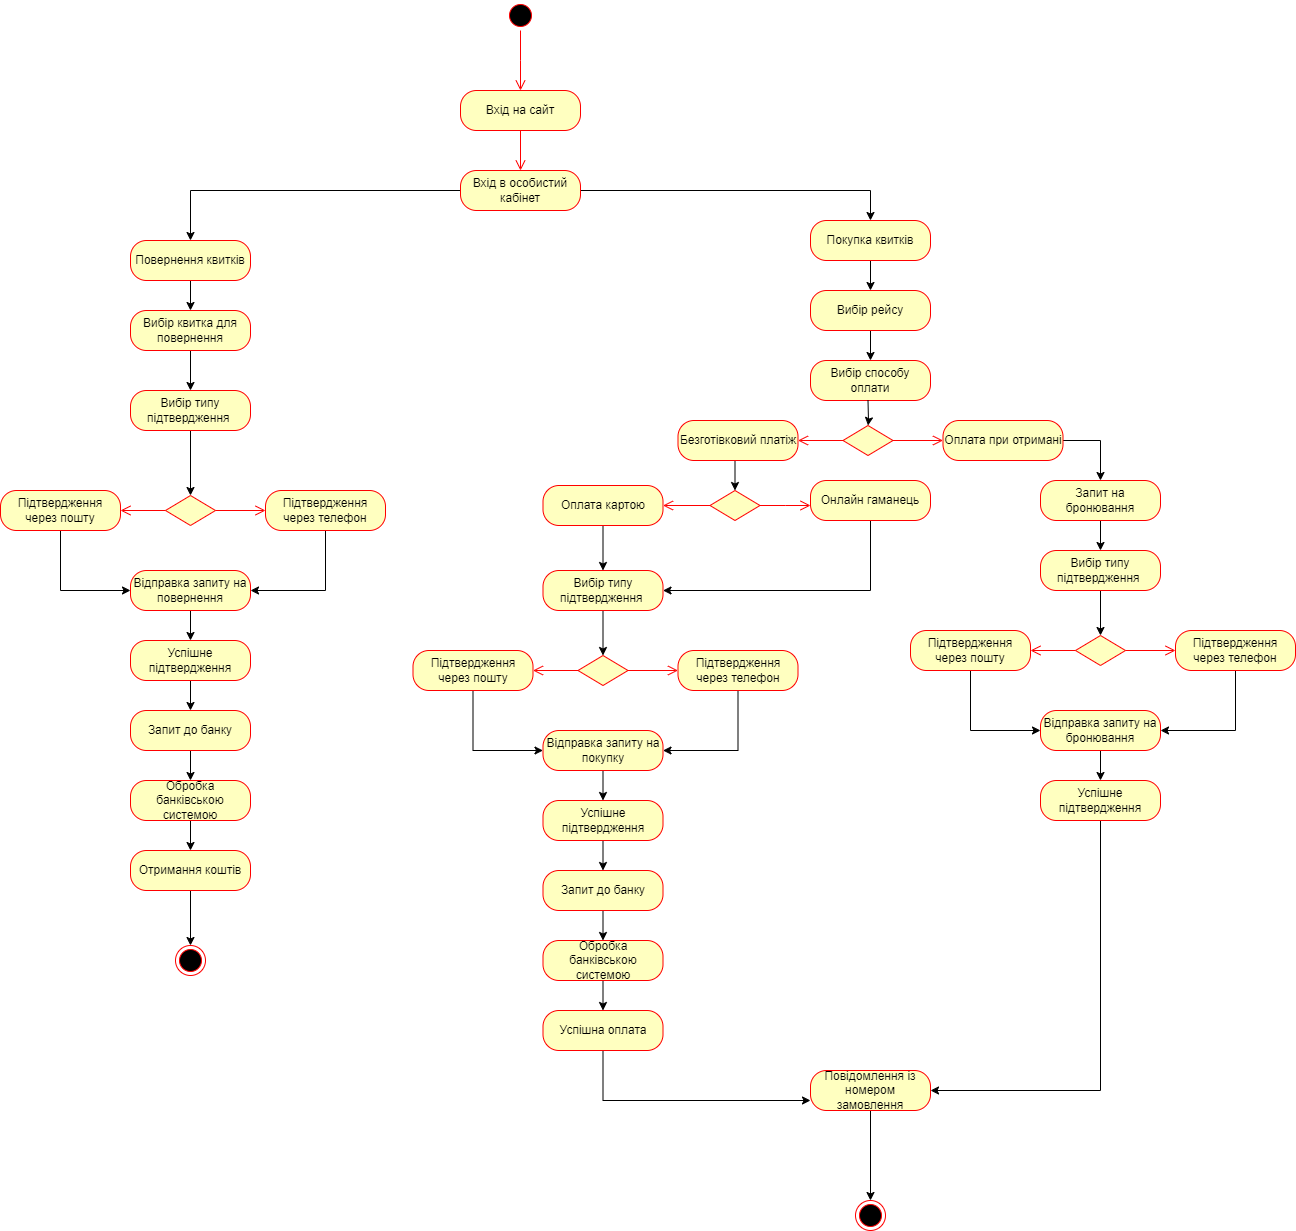 Вхід на сайт
Вхід в особистий
кабінет
Повернення квитків
Вибір квитка для
повернення
Вибір типу
підтвердження
Підтвердження
через пошту
Підтвердження
через телефон
Відправка запиту на
повернення
Успішне
підтвердження
Запит до банку
Обробка
банківською
системою
Отримання коштів
Покупка квитків
Вибір рейсу
Вибір способу
оплати
Безготівковий платіж
Оплата при отримані
Оплата картою
Онлайн гаманець
Вибір типу
підтвердження
Підтвердження
через пошту
Підтвердження
через телефон
Відправка запиту на
покупку
Успішне
підтвердження
Запит до банку
Обробка
банківською
системою
Успішна оплата
Запит на
бронювання
Вибір типу
підтвердження
Підтвердження
через пошту
Підтвердження
через телефон
Відправка запиту на
бронювання
Успішне
підтвердження
Повідомлення із
номером
замовлення